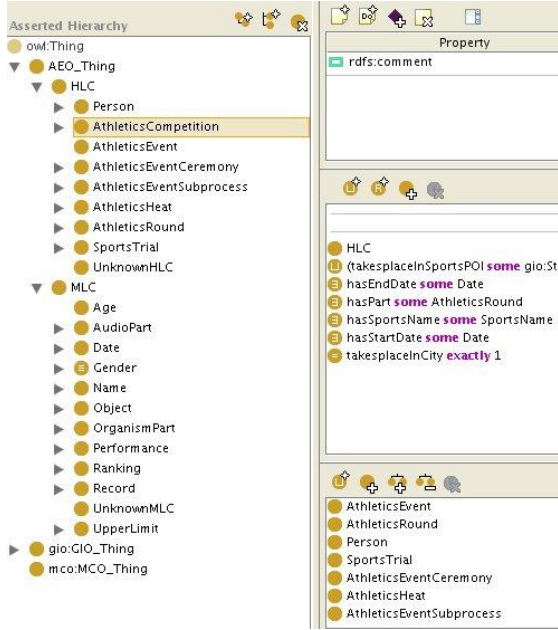 Asserted Hierarchy
owl:Thing
AEO_Thing
HLC
Person
AthleticsCompetition
AthleticsEvent
AthleticsEventCeremony
AthleticsEventSubprocess
AthleticsHeat
AthleticsRound
SportsTrial
UnknownHLC
MLC
Age
AudioPart
Date
Gender
Name
Object
OrganismPart
Performance
Ranking
Record
UnknownMLC
UpperLimit
gio:GIO_Thing
mco:MCO_Thing
Property
rdfs:comment
HLC
(takesplaceInSportsPOI some gio:St
hasEndDate some Date
hasPart some AthleticsRound
hasSportsName some SportsName
hasStartDate some Date
takesplaceInCity exactly 1
AthleticsEvent
AthleticsRound
Person
SportsTrial
AthleticsEventCeremony
AthleticsHeat
AthleticsEventSubprocess